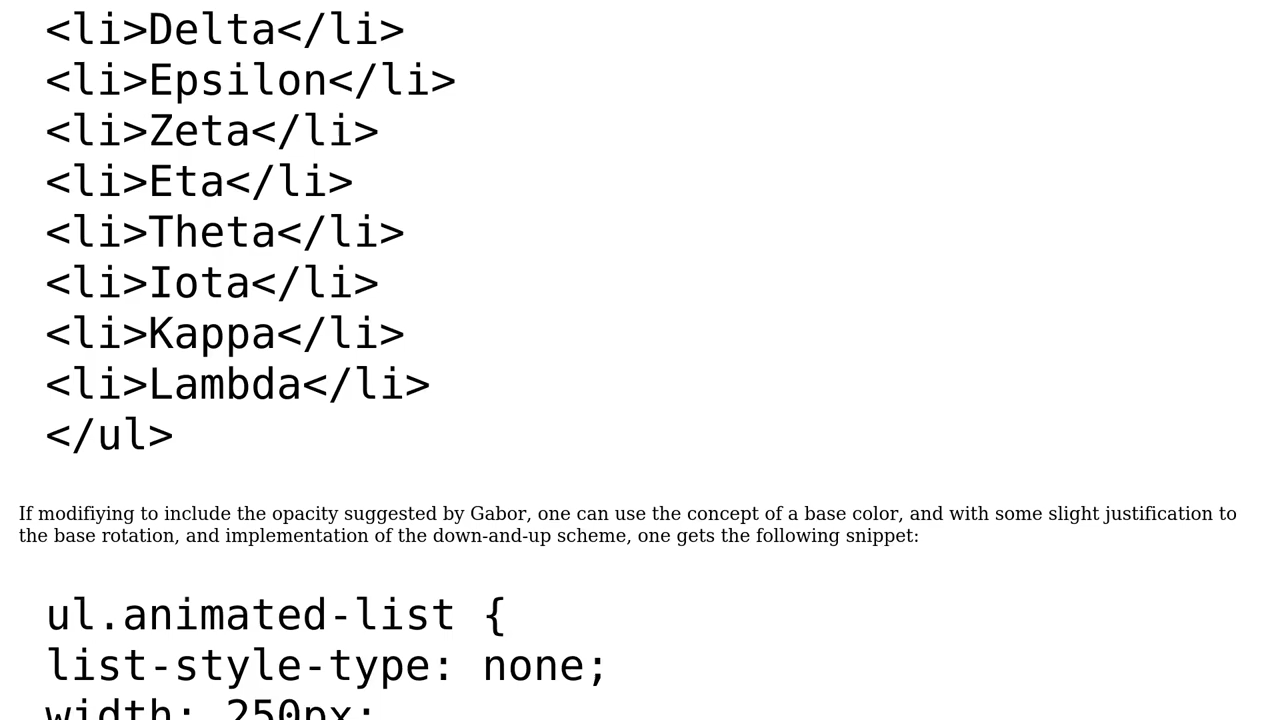 <li>Delta</li>
<li>Epsilon</li>
<li>Zeta</li>
<li>Eta</li>
<li>Theta</li>
<li>Iota</li>
<li>Kappa</li>
<li>Lambda</li>
</ul>
If modifiying to include the opacity suggested by Gabor, one can use the concept of a base color, and with some slight justification to
the base rotation, and implementation of the down-and-up scheme, one gets the following snippet:
ul.animated-list {
list-style-type: none;
width: 250px;